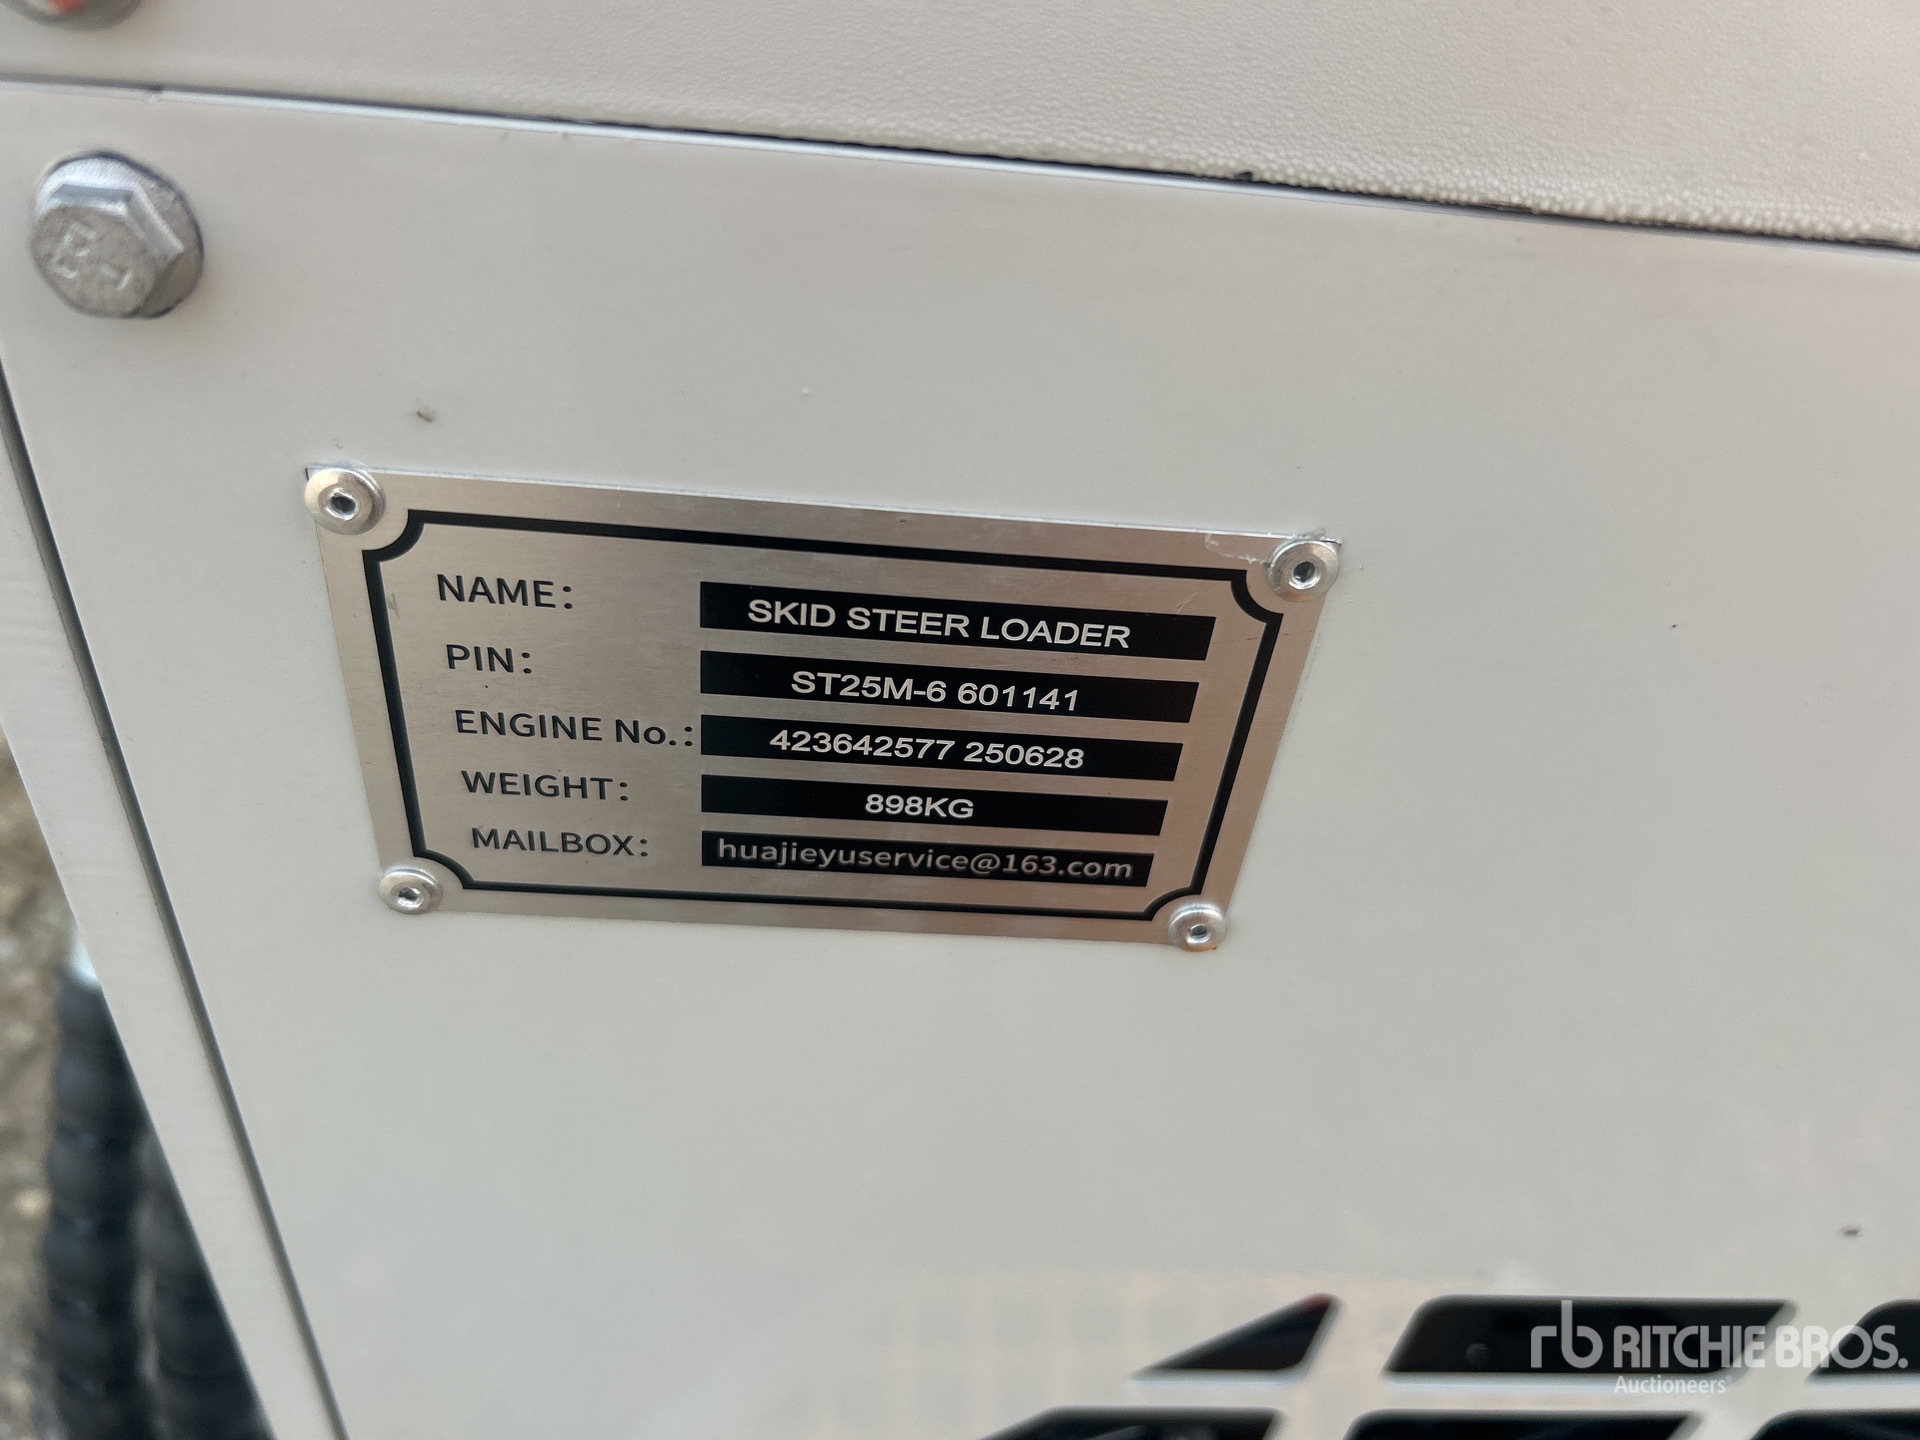 NAME: SKID STEER LOADER
PIN: ST25M-6 601141
ENGINE No.: 423642577 250628
WEIGHT: 898KG
MAILBOX: huajieyuservice@163.com
rb RITCHIE BROS.
Auctioneers